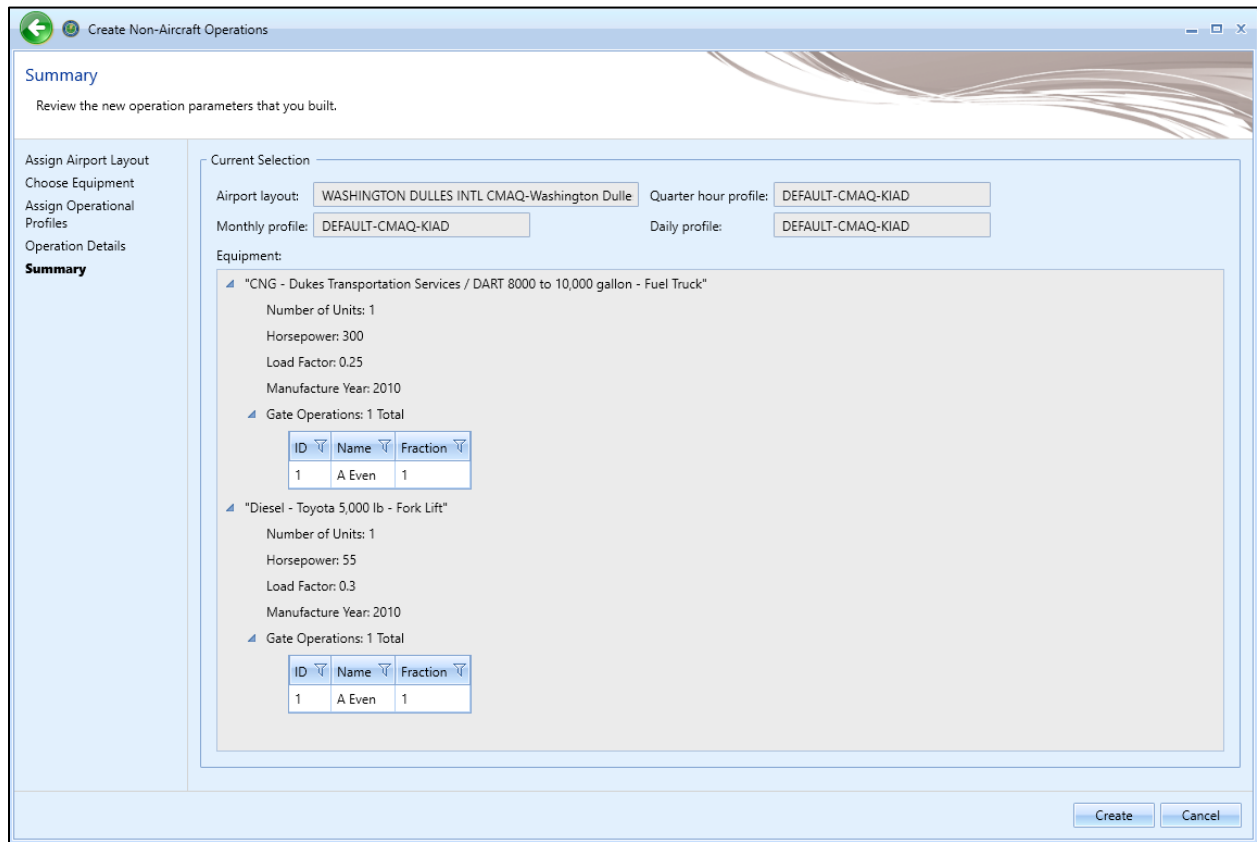 Create Non-Aircraft Operations
Summary
Review the new operation parameters that you built.
Assign Airport Layout
Choose Equipment
Assign Operational
Profiles
Operation Details
Summary
Current Selection
Airport layout: WASHINGTON DULLES INTL CMAQ-Washington Dulle Quarter hour profile: DEFAULT-CMAQ-KIAD
Monthly profile: DEFAULT-CMAQ-KIAD Daily profile: DEFAULT-CMAQ-KIAD
Equipment:
"CNG - Dukes Transportation Services / DART 8000 to 10,000 gallon - Fuel Truck"
Number of Units: 1
Horsepower: 300
Load Factor: 0.25
Manufacture Year: 2010
Gate Operations: 1 Total
ID Name Fraction
1 A Even 1
"Diesel - Toyota 5,000 lb - Fork Lift"
Number of Units: 1
Horsepower: 55
Load Factor: 0.3
Manufacture Year: 2010
Gate Operations: 1 Total
ID Name Fraction
1 A Even 1
Create Cancel